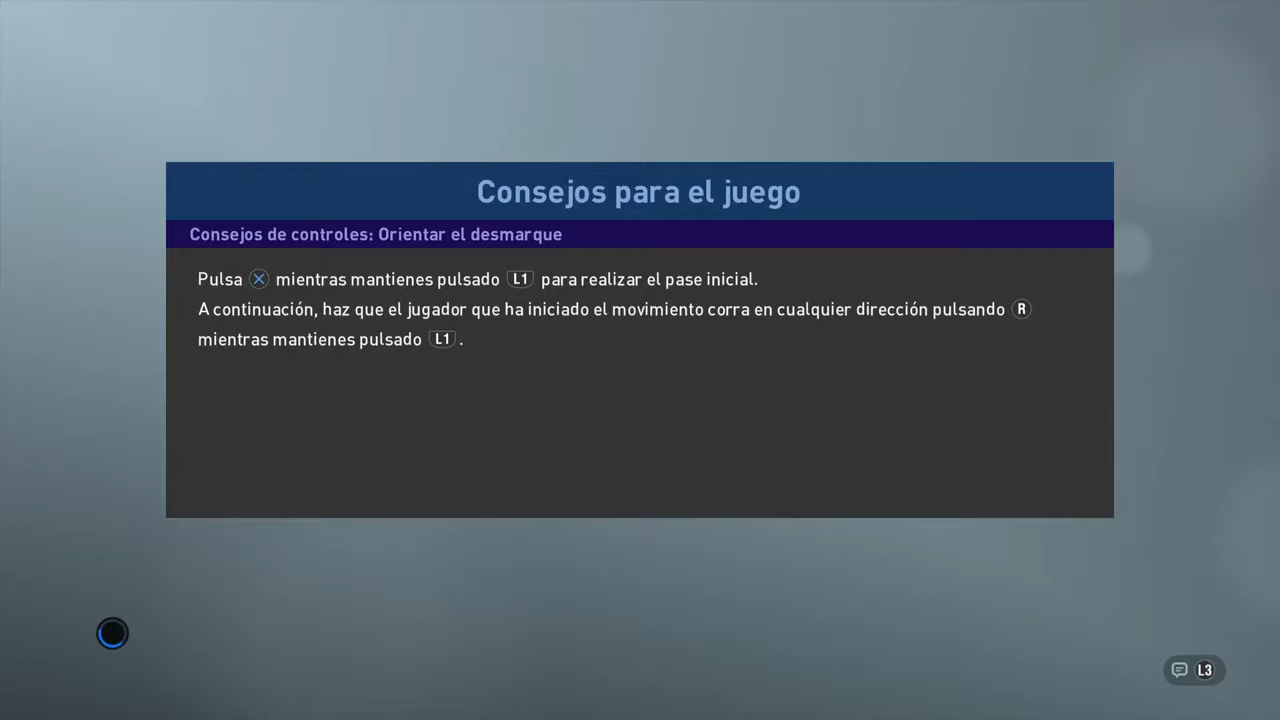 Consejos para el juego
Consejos de controles: Orientar el desmarque
Pulsa ⓧ mientras mantienes pulsado L1 para realizar el pase inicial.
A continuación, haz que el jugador que ha iniciado el movimiento corra en cualquier dirección pulsando R
mientras mantienes pulsado L1 .
L3